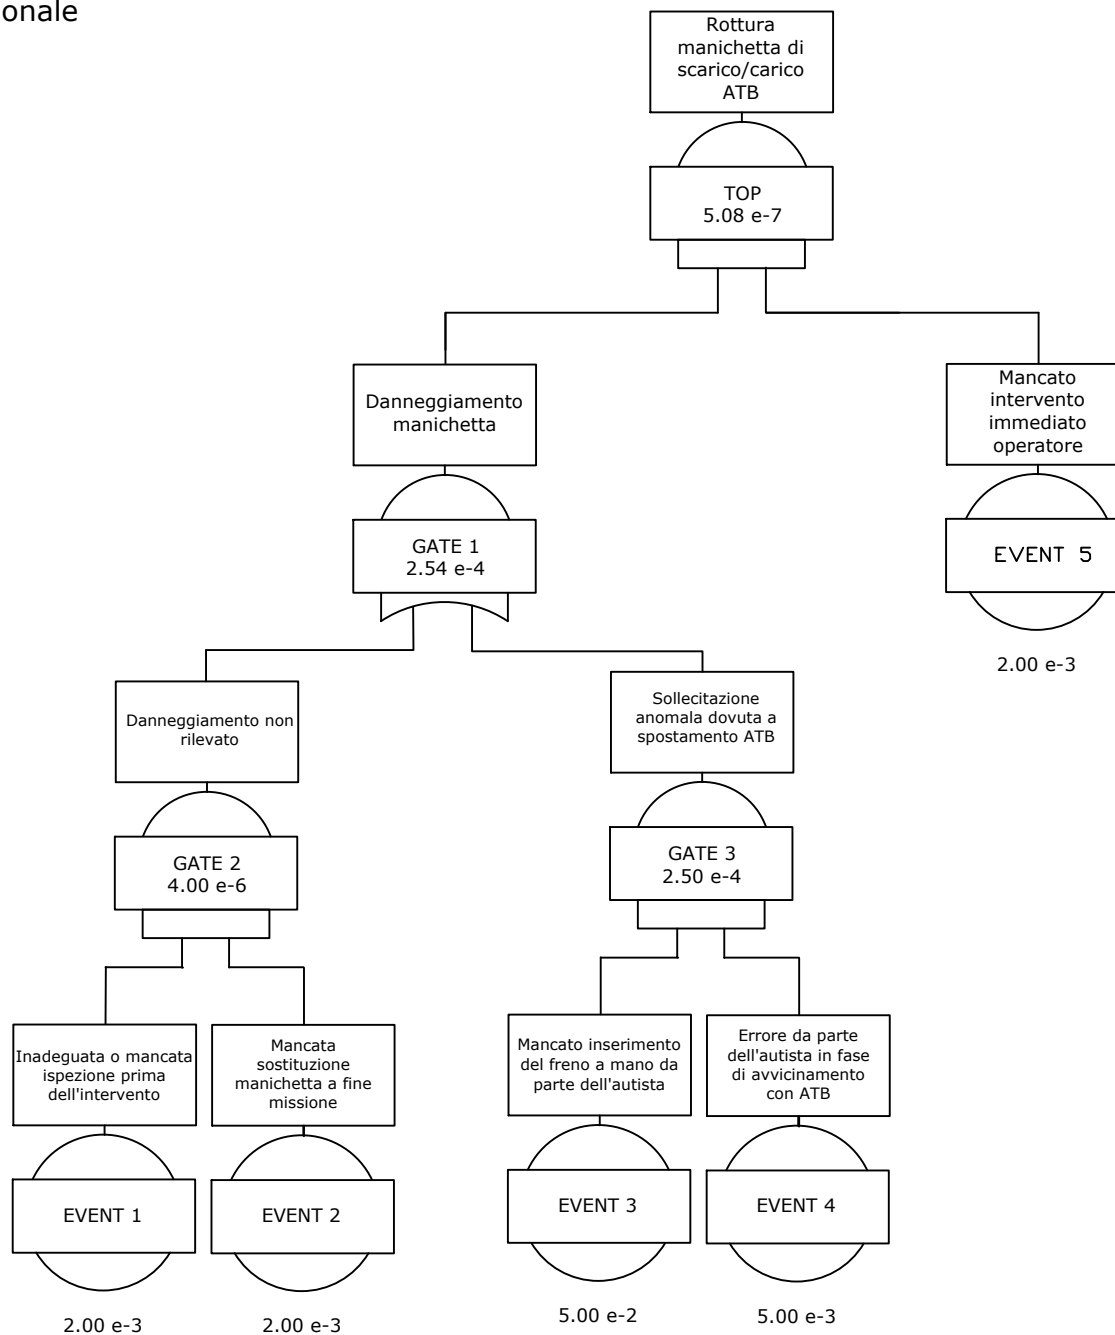 onale
Rottura
manichetta di
scarico/carico
ATB
TOP
5.08 e-7
Danneggiamento
manichetta
GATE 1
2.54 e-4
Mancato
intervento
immediato
operatore
EVENT 5
2.00 e-3
Danneggiamento non
rilevato
GATE 2
4.00 e-6
Sollecitazione
anomala dovuta a
spostamento ATB
GATE 3
2.50 e-4
Inadeguata o mancata
ispezione prima
dell'intervento
EVENT 1
2.00 e-3
Mancata
sostituzione
manichetta a fine
missione
EVENT 2
2.00 e-3
Mancato inserimento
del freno a mano da
parte dell'autista
EVENT 3
5.00 e-2
Errore da parte
dell'autista in fase
di avvicinamento
con ATB
EVENT 4
5.00 e-3